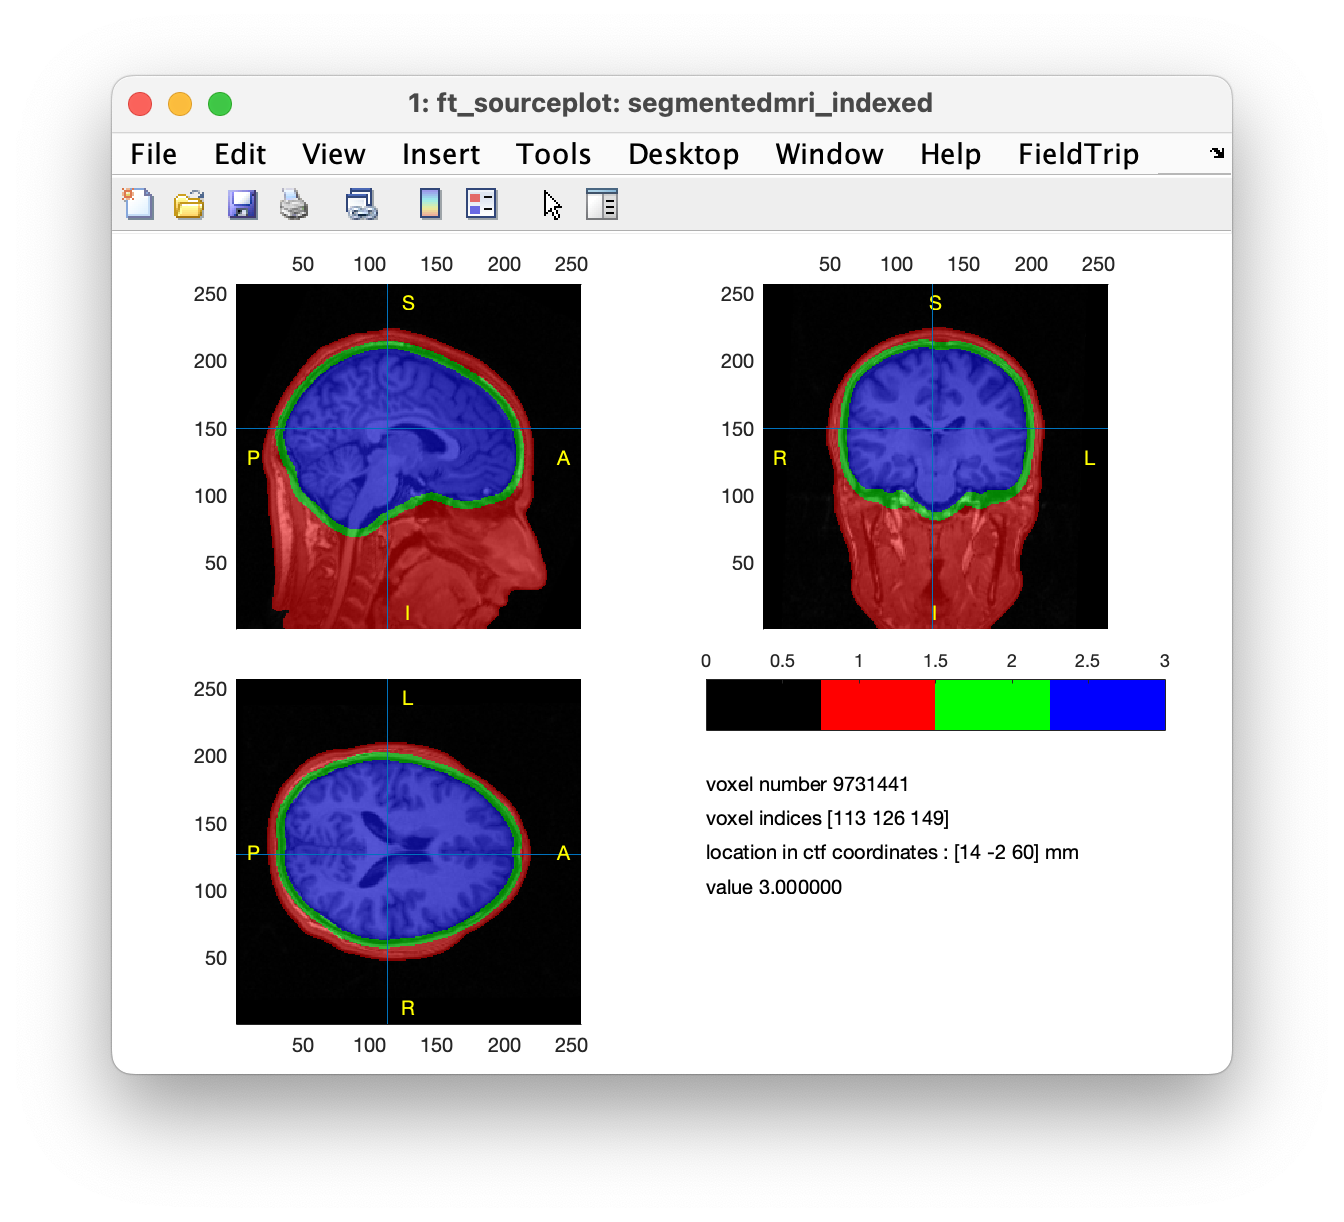 1: ft_sourceplot: segmentedmri_indexed
File Edit View Insert Tools Desktop Window Help FieldTrip
50 100 150 200 250
250
200
150
100
50
S
P
A
I
50 100 150 200 250
250
200
150
100
50
S
R
L
I
0 0.5 1 1.5 2 2.5 3
250
200
150
100
50
L
P
A
R
50 100 150 200 250
voxel number 9731441
voxel indices [113 126 149]
location in ctf coordinates : [14 -2 60] mm
value 3.000000